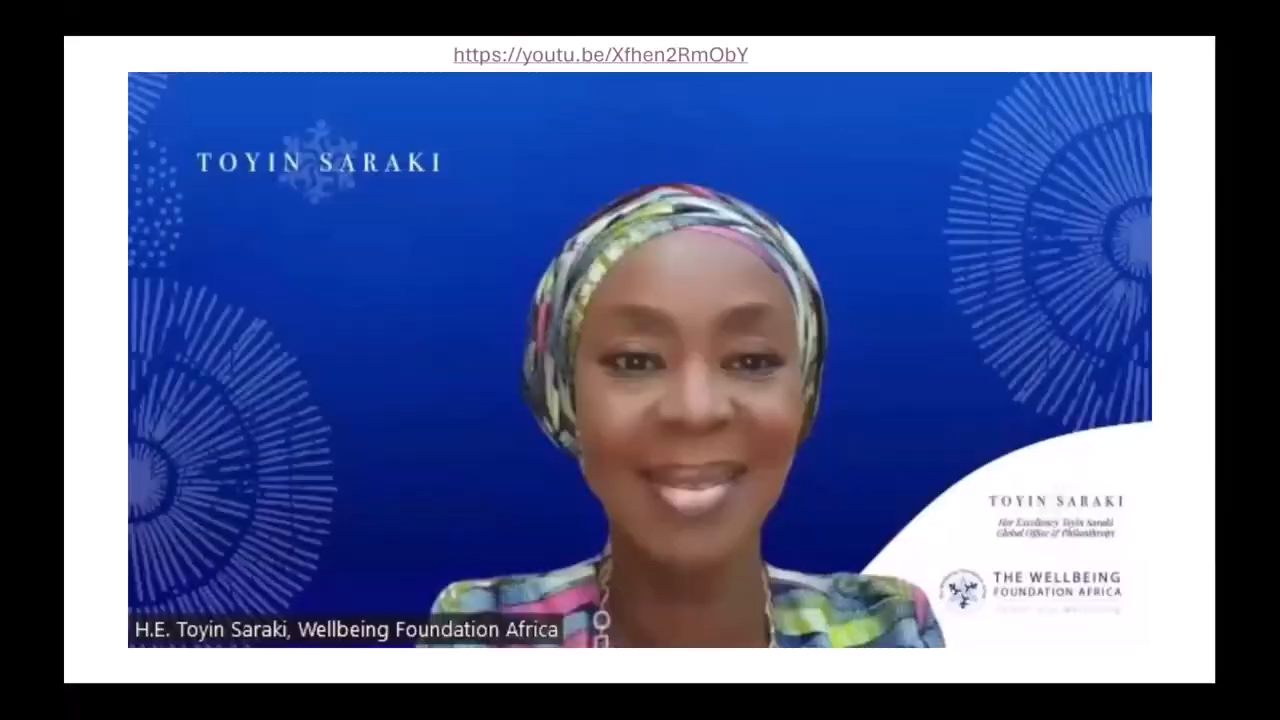 https://youtu.be/Xfhen2RmObY
TOYIN SARAKI
TOYIN SARAKI
Her Excellency Toyin Saraki
Global Office & Philanthropy
THE WELLBEING
FOUNDATION AFRICA
H.E. Toyin Saraki, Wellbeing Foundation Africa